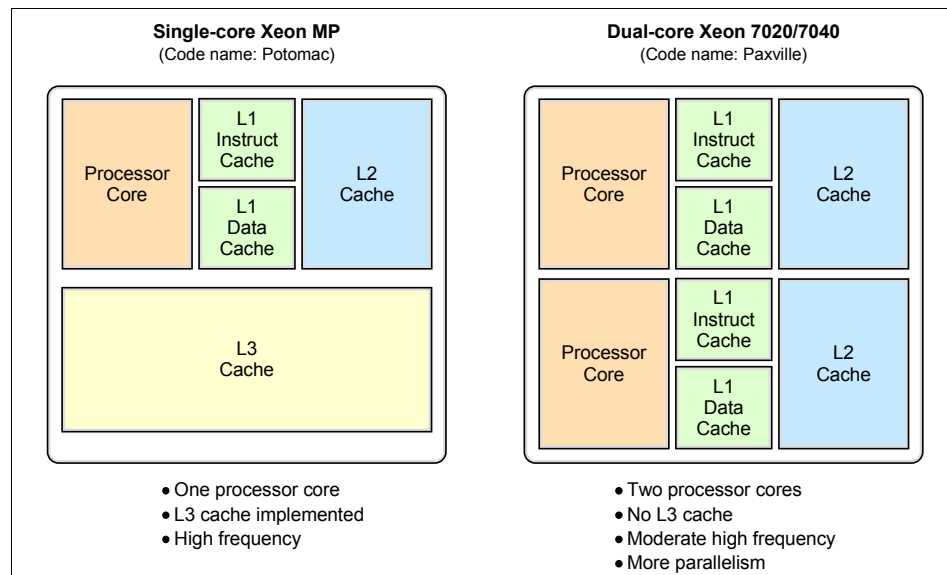 Single-core Xeon MP
(Code name: Potomac)
Processor
Core
L1
Instruct
Cache
L1
Data
Cache
L2
Cache
L3
Cache
• One processor core
• L3 cache implemented
• High frequency
Dual-core Xeon 7020/7040
(Code name: Paxville)
Processor
Core
L1
Instruct
Cache
L1
Data
Cache
L2
Cache
Processor
Core
L1
Instruct
Cache
L1
Data
Cache
L2
Cache
• Two processor cores
• No L3 cache
• Moderate high frequency
• More parallelism